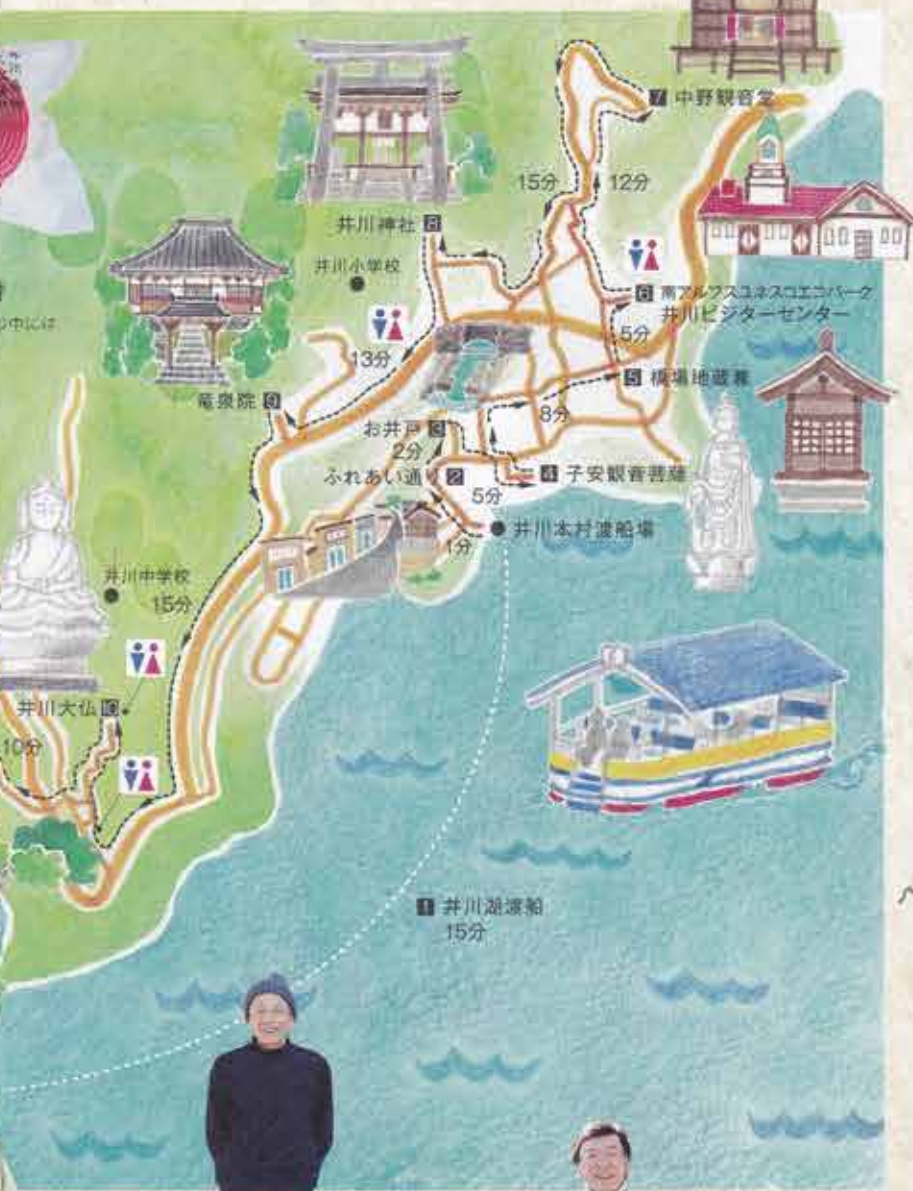 7 中野観音堂
15分
12分
井川神社 8
井川小学校
6 南アルプスユネスコエコパーク
井川ビジターセンター
の中には
5分
13分
5 橋場地蔵尊
竜泉院 9
8分
お井戸 3
2分
ふれあい通り 2
4 子安観音菩薩
5分
井川本村渡船場
1分
井川中学校
15分
井川大仏 10
10分
1 井川湖渡船
15分